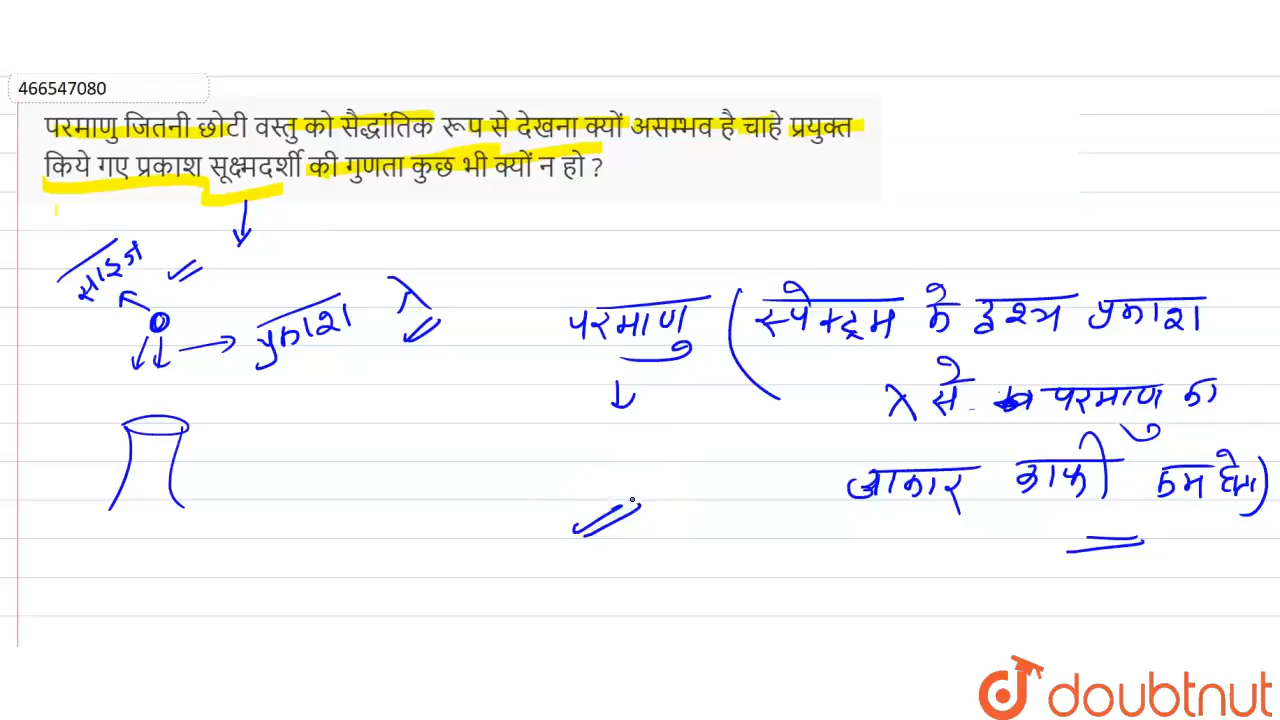 466547080
परमाणु जितनी छोटी वस्तु को सैद्धांतिक रूप से देखना क्यों असम्भव है चाहे प्रयुक्त
किये गए प्रकाश सूक्ष्मदर्शी की गुणता कुछ भी क्यों न हो ?
साइज
प्रकाश λ
परमाणु (स्पेक्ट्रम के दृश्य प्रकाश
λ से परमाणु का
आकार काफी कम होता)
doubtnut